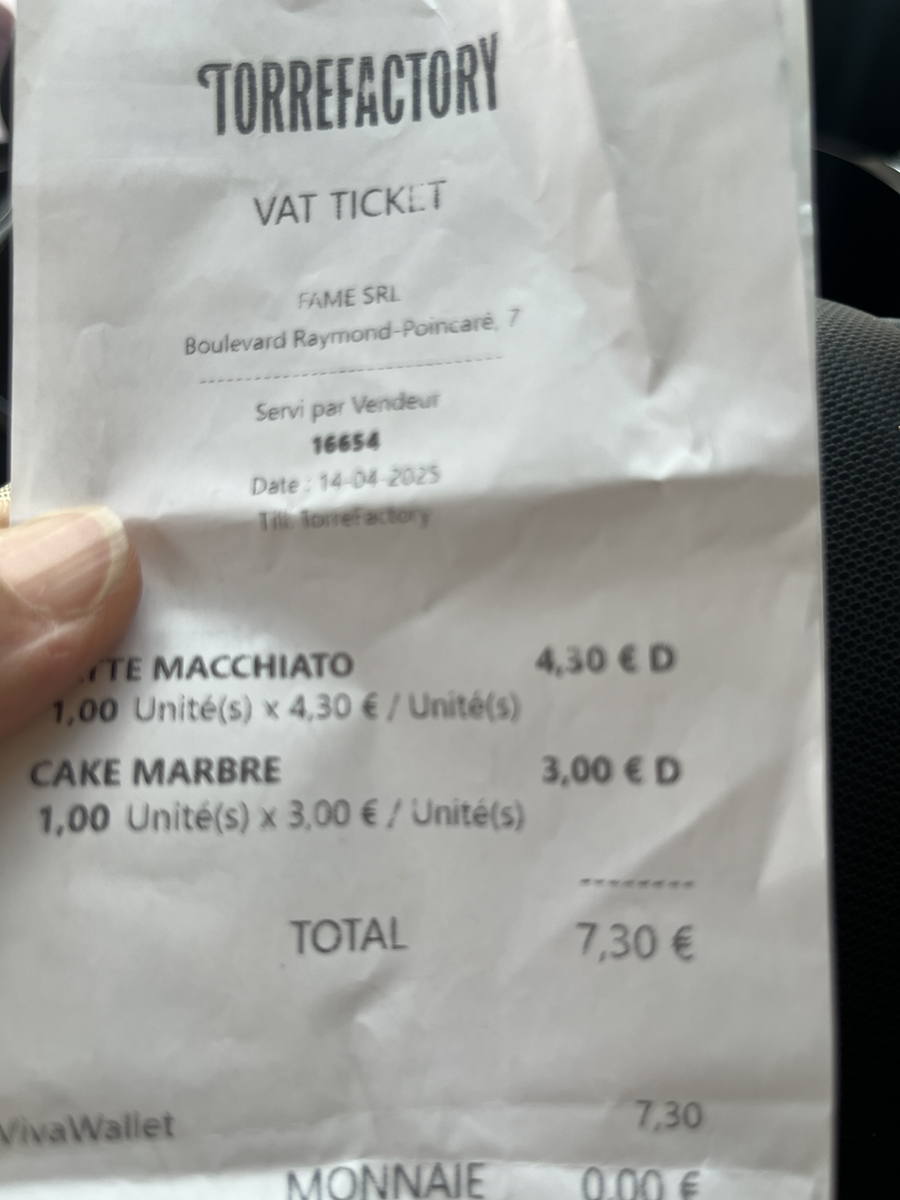 TORREFACTORY
VAT TICKET
FAME SRL
Boulevard Raymond-Poincaré, 7
--------------------------------
Servi par Vendeur
16654
Date : 14-04-2025
Till: TorreFactory
MACCHIATO 4,30 € D
1,00 Unité(s) x 4,30 € / Unité(s)
CAKE MARBRE 3,00 € D
1,00 Unité(s) x 3,00 € / Unité(s)
--------
TOTAL 7,30 €
VivaWallet 7,30
MONNAIE 0,00 €